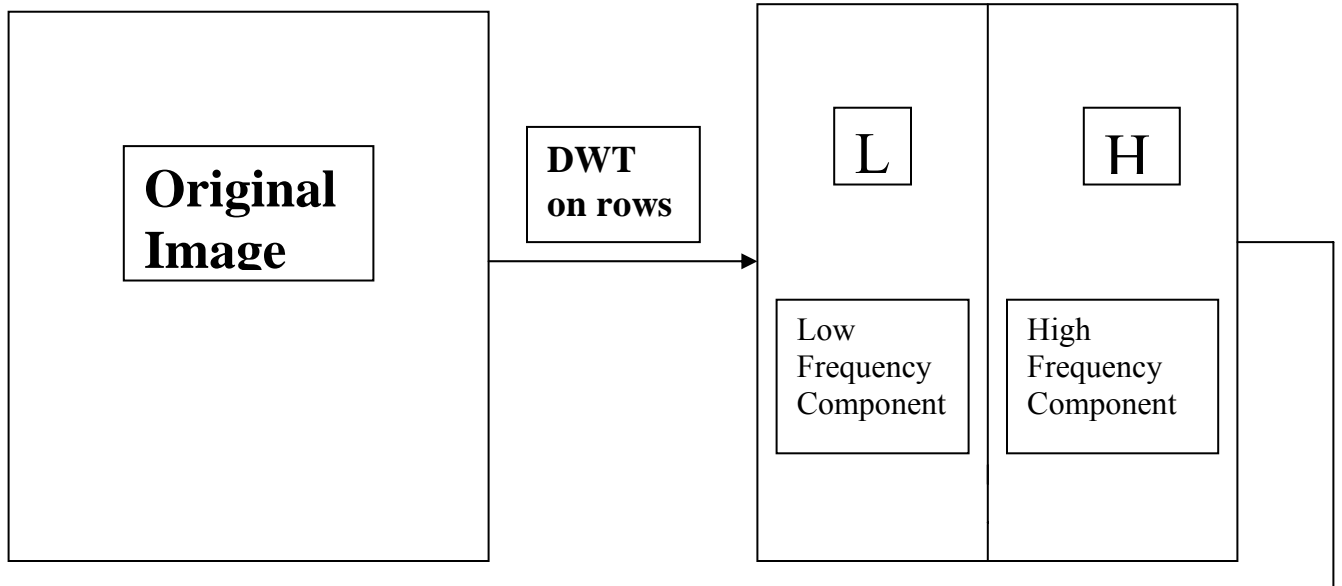 Original
Image
DWT
on rows
L
H
Low
Frequency
Component
High
Frequency
Component